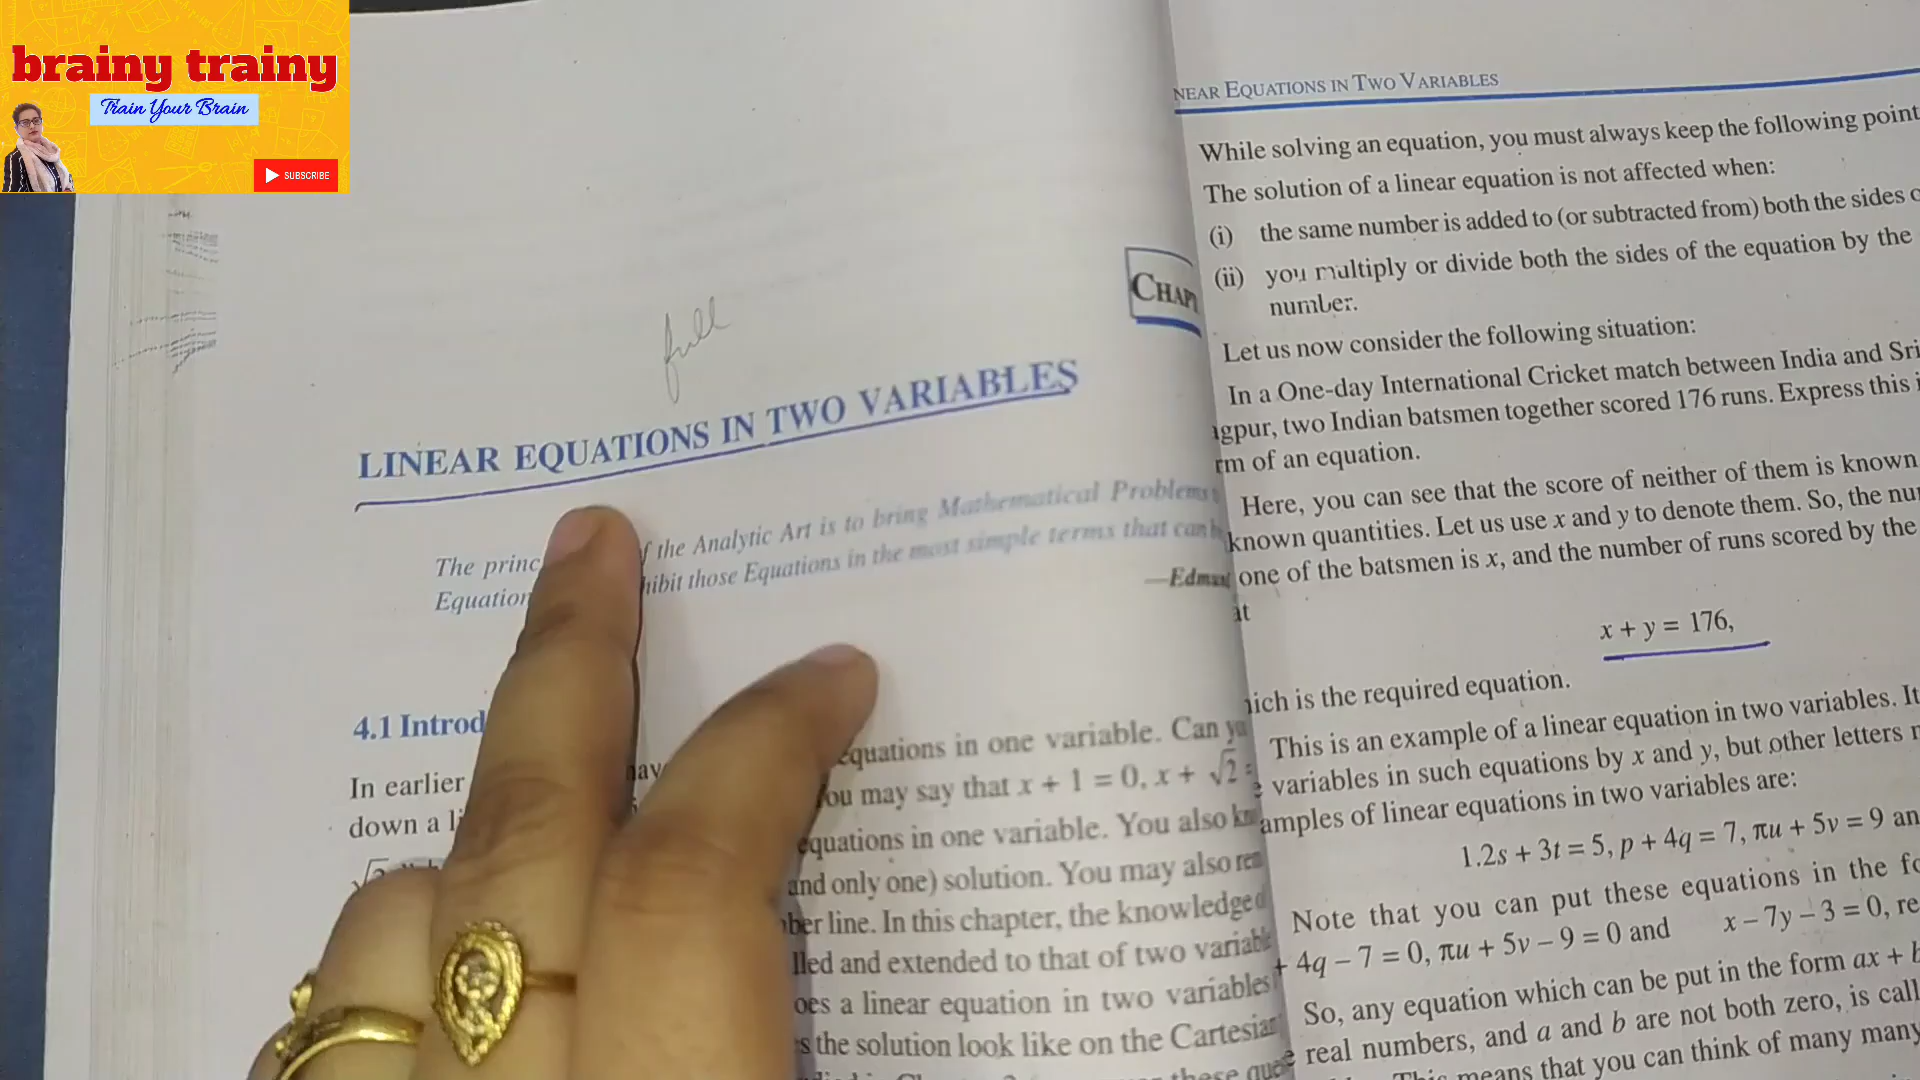 brainy trainy
Train Your Brain
SUBSCRIBE
full
CHAP
LINEAR EQUATIONS IN TWO VARIABLES
The princ f the Analytic Art is to bring Mathematical Problems
Equation hibit those Equations in the most simple terms that can
—Edmund
4.1 Introd
In earlier equations in one variable. Can
down a li ou may say that x + 1 = 0, x + √2 =
equations in one variable. You also
and only one) solution. You may also
ber line. In this chapter, the knowledge
lled and extended to that of two
oes a linear equation in two variables
s the solution look like on the Cartesian
NEAR EQUATIONS IN TWO VARIABLES
While solving an equation, you must always keep the following point
The solution of a linear equation is not affected when:
(i) the same number is added to (or subtracted from) both the sides o
(ii) you multiply or divide both the sides of the equation by the
number.
Let us now consider the following situation:
In a One-day International Cricket match between India and Sri
gpur, two Indian batsmen together scored 176 runs. Express this i
rm of an equation.
Here, you can see that the score of neither of them is known
known quantities. Let us use x and y to denote them. So, the nu
one of the batsmen is x, and the number of runs scored by the
at
x + y = 176,
ich is the required equation.
This is an example of a linear equation in two variables. It
variables in such equations by x and y, but other letters
amples of linear equations in two variables are:
1.2s + 3t = 5, p + 4q = 7, πu + 5v = 9 an
Note that you can put these equations in the fo
+ 4q – 7 = 0, πu + 5v – 9 = 0 and x – 7y – 3 = 0, re
So, any equation which can be put in the form ax + b
real numbers, and a and b are not both zero, is call
means that you can think of many many